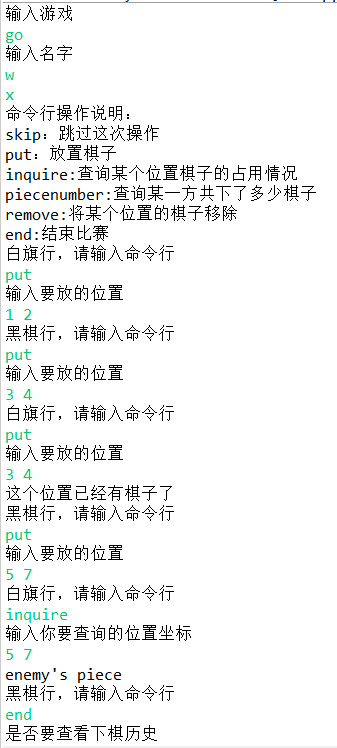 输入游戏
go
输入名字
w
x
命令行操作说明：
skip：跳过这次操作
put：放置棋子
inquire:查询某个位置棋子的占用情况
piecenumber:查询某一方共下了多少棋子
remove:将某个位置的棋子移除
end:结束比赛
白旗行，请输入命令行
put
输入要放的位置
1 2
黑棋行，请输入命令行
put
输入要放的位置
3 4
白旗行，请输入命令行
put
输入要放的位置
3 4
这个位置已经有棋子了
黑棋行，请输入命令行
put
输入要放的位置
5 7
白旗行，请输入命令行
inquire
输入你要查询的位置坐标
5 7
enemy's piece
黑棋行，请输入命令行
end
是否要查看下棋历史